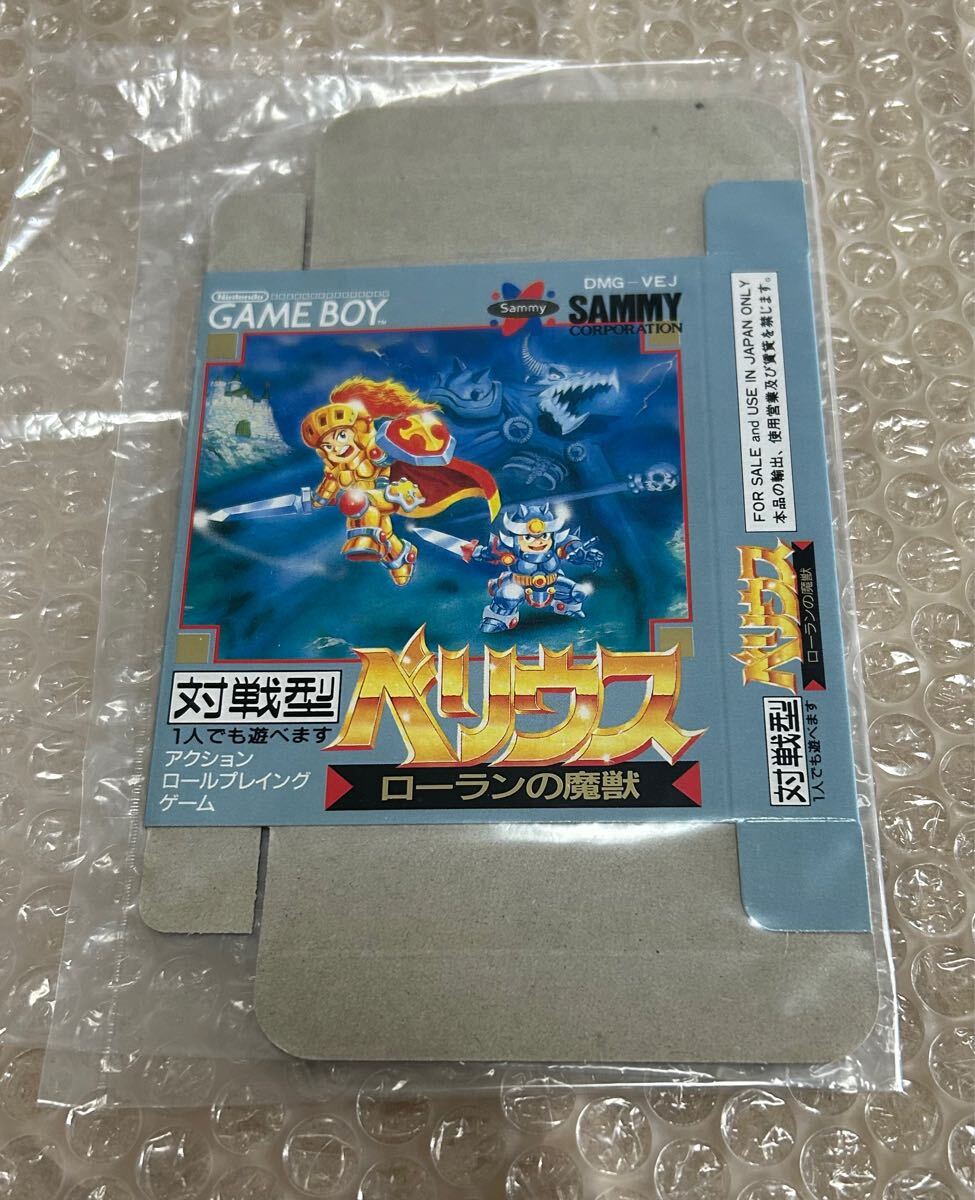 Nintendo
GAME BOY™
DMG-VEJ
Sammy
SAMMY
CORPORATION
対戦型
1人でも遊べます
アクション
ロールプレイング
ゲーム
ベリウス
ローランの魔獣
FOR SALE and USE IN JAPAN ONLY
本品の輸出、使用営業及び賃貸を禁じます。
ベリウス
ローランの魔獣
対戦型
1人でも遊べます